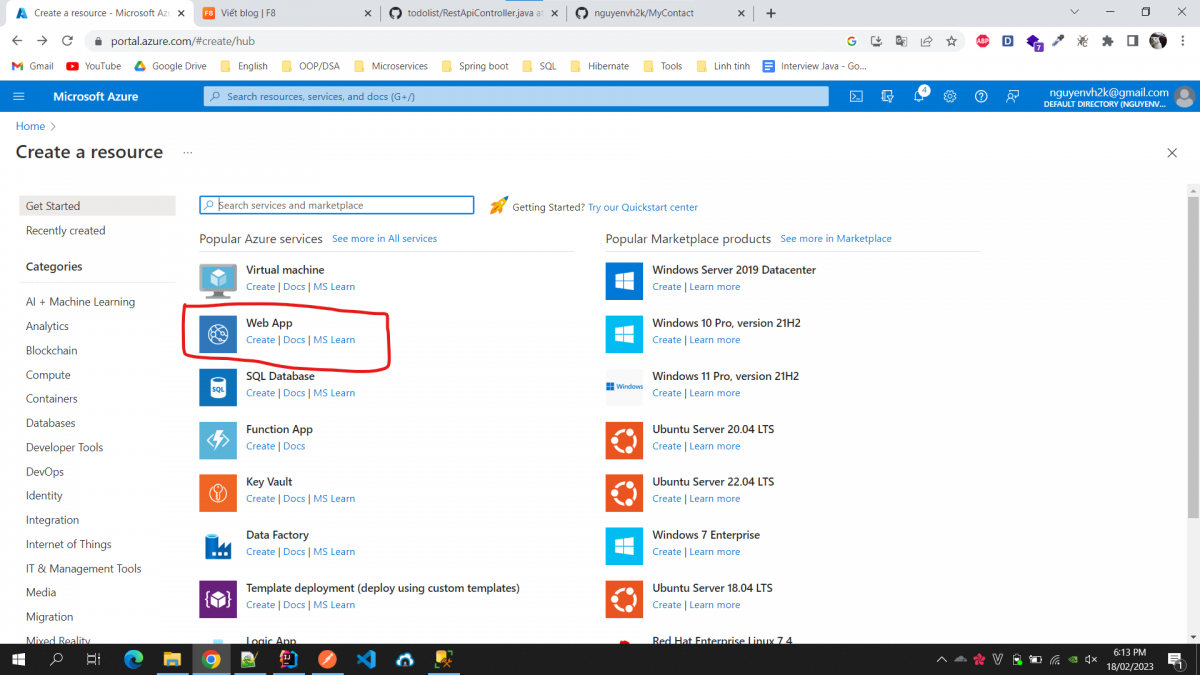 Create a resource - Microsoft Az
Viết blog | F8
todolist/RestApiController.java at
nguyenvh2k/MyContact
portal.azure.com/#create/hub
Gmail
YouTube
Google Drive
English
OOP/DSA
Microservices
Spring boot
SQL
Hibernate
Tools
Linh tinh
Interview Java - Go...
Microsoft Azure
Search resources, services, and docs (G+/)
4
nguyenvh2k@gmail.com
DEFAULT DIRECTORY (NGUYENV...
Home
Create a resource
...
Get Started
Recently created
Categories
AI + Machine Learning
Analytics
Blockchain
Compute
Containers
Databases
Developer Tools
DevOps
Identity
Integration
Internet of Things
IT & Management Tools
Media
Migration
Mixed Reality
Search services and marketplace
Getting Started? Try our Quickstart center
Popular Azure services See more in All services
Virtual machine
Create | Docs | MS Learn
Web App
Create | Docs | MS Learn
SQL Database
Create | Docs | MS Learn
Function App
Create | Docs
Key Vault
Create | Docs | MS Learn
Data Factory
Create | Docs | MS Learn
Template deployment (deploy using custom templates)
Create | Docs | MS Learn
Logic App
Popular Marketplace products See more in Marketplace
Windows Server 2019 Datacenter
Create | Learn more
Windows 10 Pro, version 21H2
Create | Learn more
Windows 11 Pro, version 21H2
Create | Learn more
Ubuntu Server 20.04 LTS
Create | Learn more
Ubuntu Server 22.04 LTS
Create | Learn more
Windows 7 Enterprise
Create | Learn more
Ubuntu Server 18.04 LTS
Create | Learn more
Red Hat Enterprise Linux 7.4
6:13 PM
18/02/2023